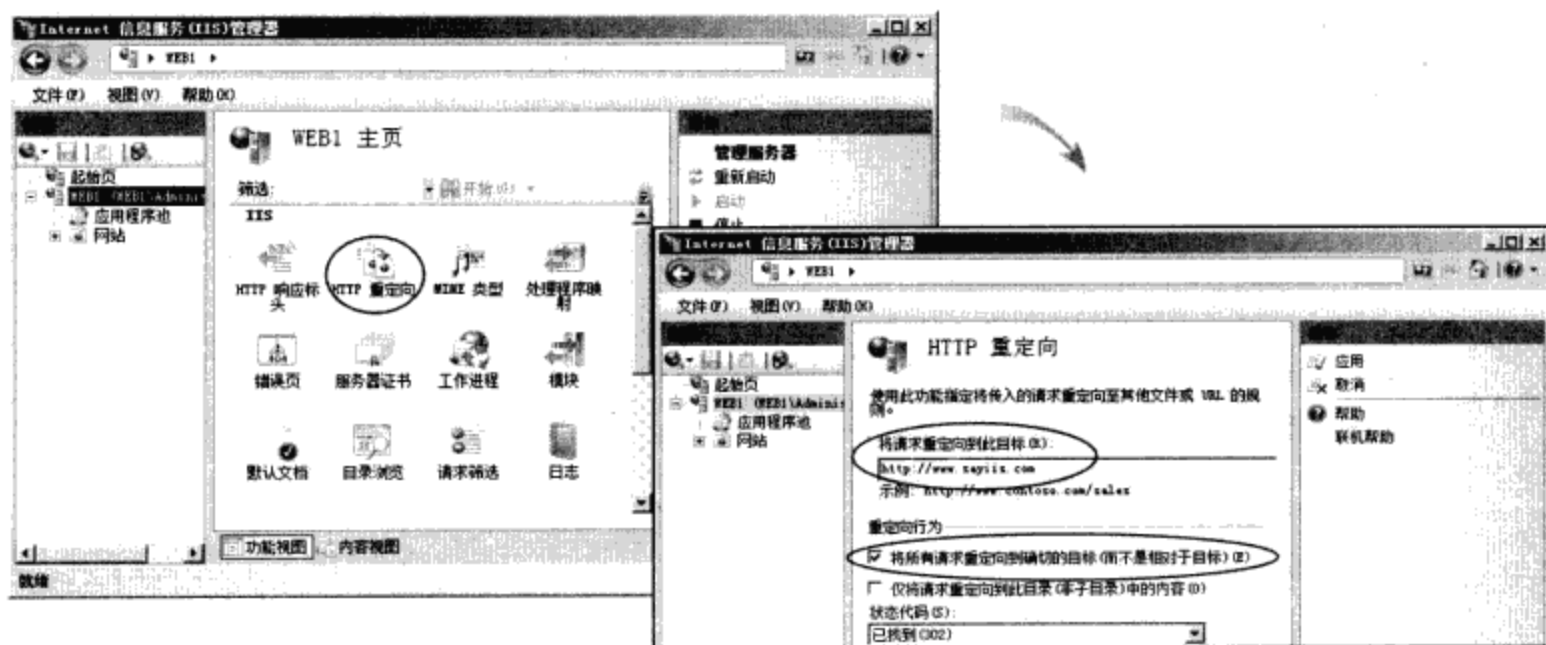 Internet 信息服务(IIS)管理器
WEB1
文件(F) 视图(V) 帮助(H)
起始页
WEB1 (WEB1\Adminis
应用程序池
网站
WEB1 主页
筛选:
开始(G)
IIS
HTTP 响应标头
HTTP 重定向
MIME 类型
处理程序映射
错误页
服务器证书
工作进程
模块
默认文档
目录浏览
请求筛选
日志
功能视图
内容视图
就绪
管理服务器
重新启动
启动
停止
Internet 信息服务(IIS)管理器
WEB1
文件(F) 视图(V) 帮助(H)
起始页
WEB1 (WEB1\Adminis
应用程序池
网站
HTTP 重定向
使用此功能指定将传入的请求重定向至其他文件或 URL 的规
则。
将请求重定向到此目标(R):
http://www.sayiis.com
示例: http://www.contoso.com/sales
重定向行为
将所有请求重定向到确切的目标(而不是相对于目标)(E)
仅将请求重定向到此目录(非子目录)中的内容(O)
状态代码(S):
已找到(302)
应用
取消
帮助
联机帮助